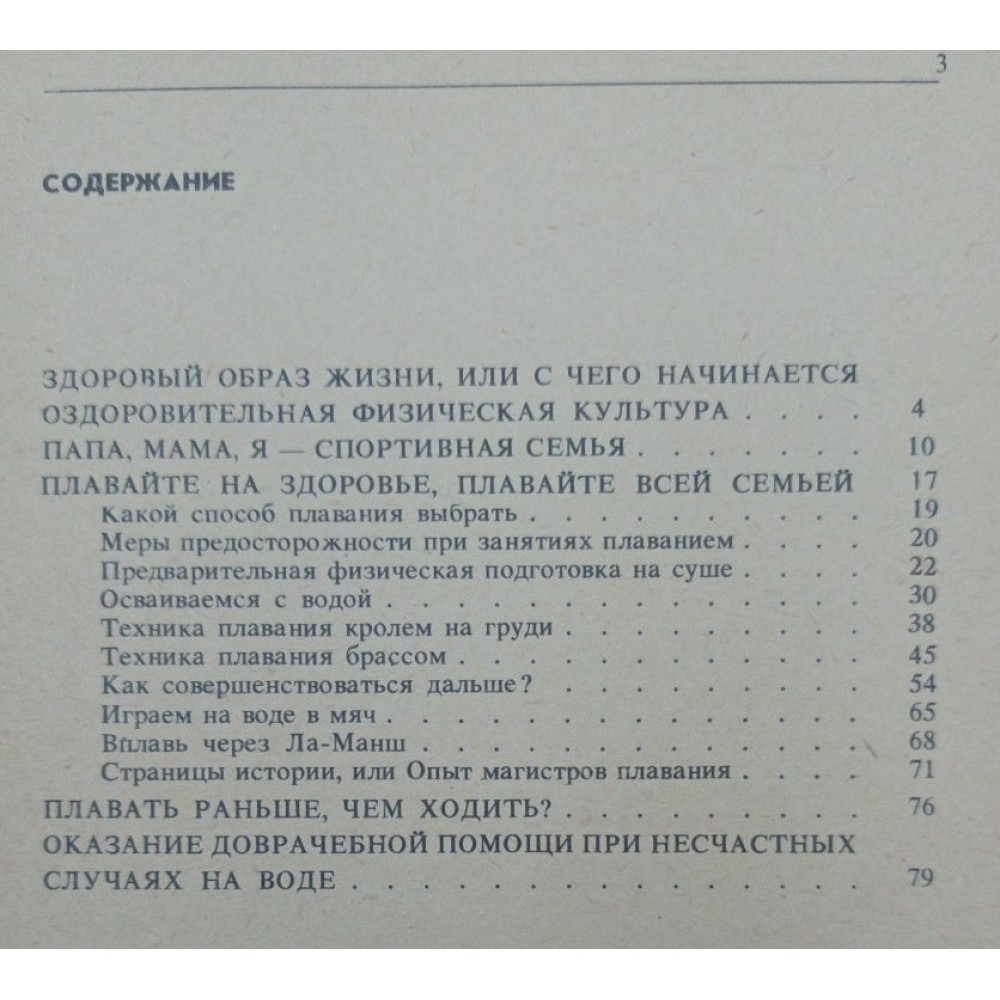 3
СОДЕРЖАНИЕ
ЗДОРОВЫЙ ОБРАЗ ЖИЗНИ, ИЛИ С ЧЕГО НАЧИНАЕТСЯ
ОЗДОРОВИТЕЛЬНАЯ ФИЗИЧЕСКАЯ КУЛЬТУРА . . . . 4
ПАПА, МАМА, Я — СПОРТИВНАЯ СЕМЬЯ . . . . . . . 10
ПЛАВАЙТЕ НА ЗДОРОВЬЕ, ПЛАВАЙТЕ ВСЕЙ СЕМЬЕЙ 17
Какой способ плавания выбрать . . . . . . . . . . 19
Меры предосторожности при занятиях плаванием . . . . 20
Предварительная физическая подготовка на суше . . . . 22
Осваиваемся с водой . . . . . . . . . . . . . . 30
Техника плавания кролем на груди . . . . . . . . . 38
Техника плавания брассом . . . . . . . . . . . . 45
Как совершенствоваться дальше? . . . . . . . . . 54
Играем на воде в мяч . . . . . . . . . . . . . . 65
Вплавь через Ла-Манш . . . . . . . . . . . . . 68
Страницы истории, или Опыт магистров плавания . . . . 71
ПЛАВАТЬ РАНЬШЕ, ЧЕМ ХОДИТЬ? . . . . . . . . . 76
ОКАЗАНИЕ ДОВРАЧЕБНОЙ ПОМОЩИ ПРИ НЕСЧАСТНЫХ
СЛУЧАЯХ НА ВОДЕ . . . . . . . . . . . . . . . 79